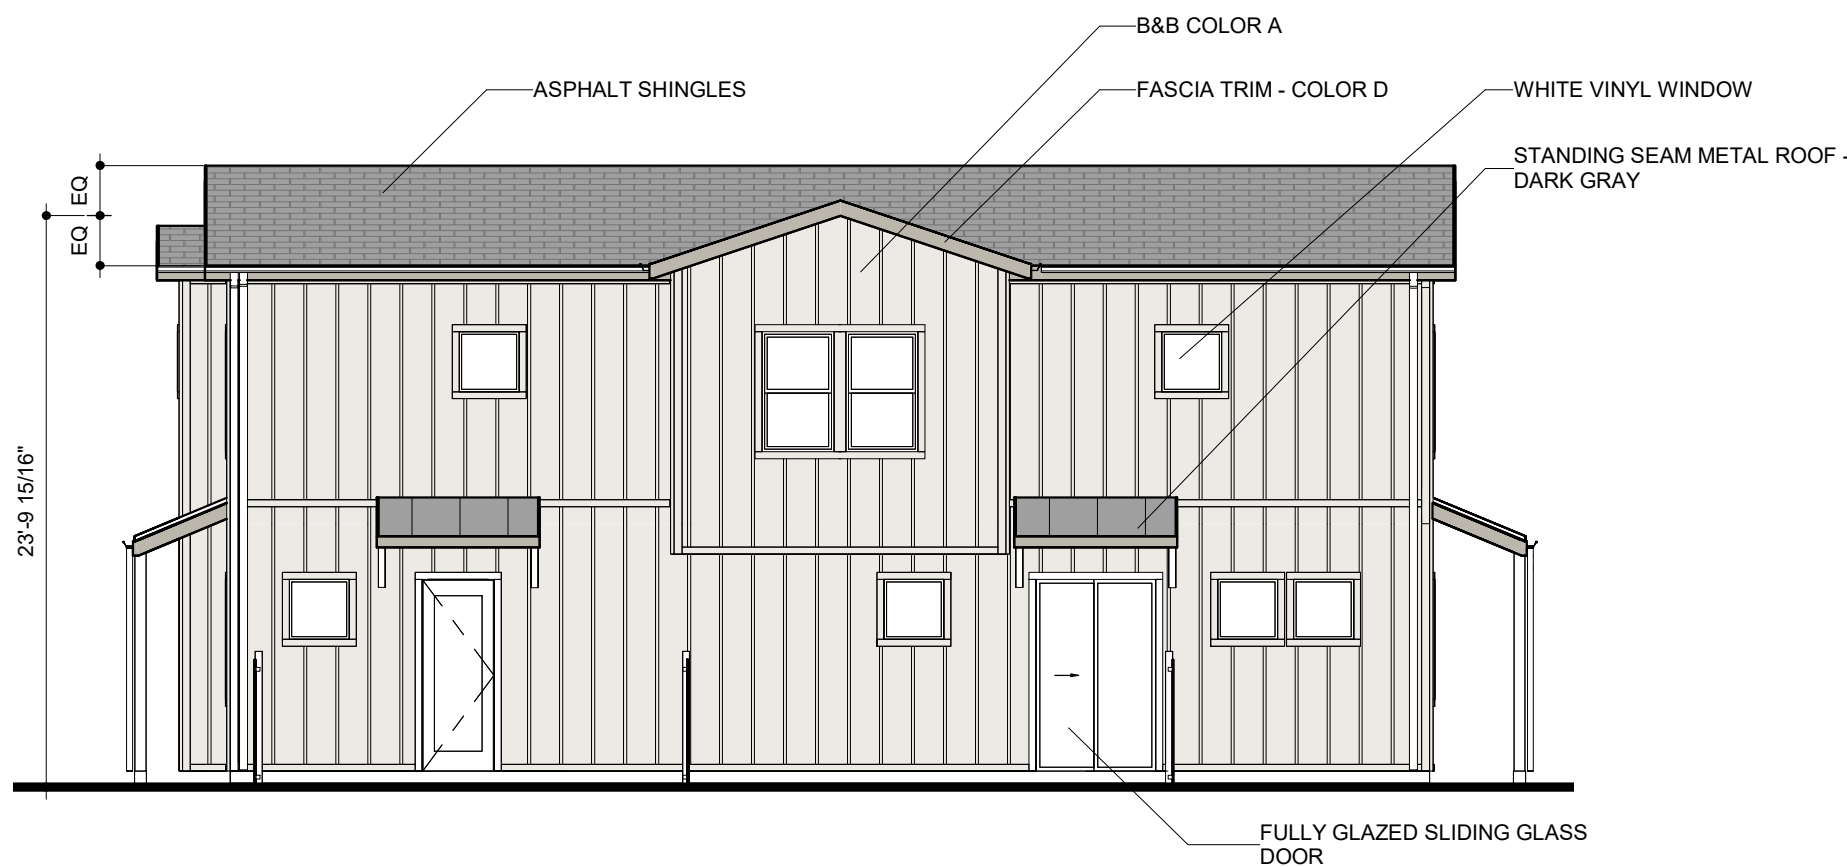 B&B COLOR A
ASPHALT SHINGLES
FASCIA TRIM - COLOR D
WHITE VINYL WINDOW
STANDING SEAM METAL ROOF -
DARK GRAY
EQ
EQ
23'-9 15/16"
FULLY GLAZED SLIDING GLASS
DOOR